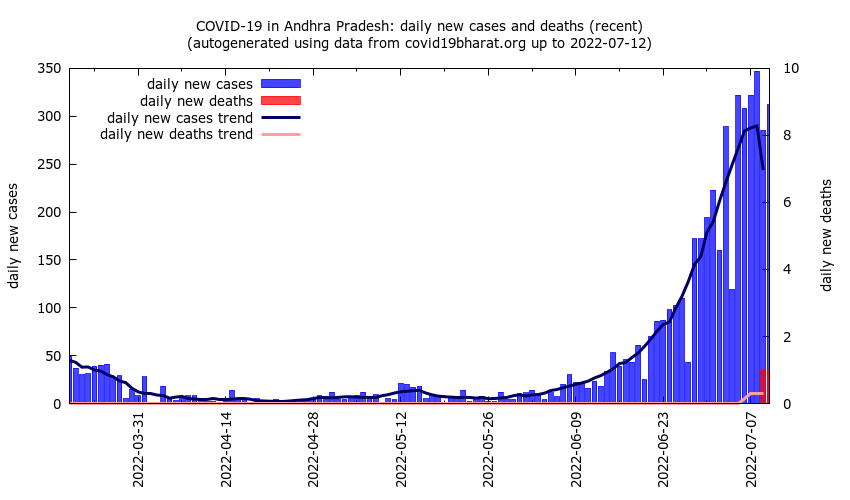 COVID-19 in Andhra Pradesh: daily new cases and deaths (recent)
(autogenerated using data from covid19bharat.org up to 2022-07-12)
daily new cases
daily new deaths
daily new cases trend
daily new deaths trend
350
300
250
200
150
100
50
0
daily new cases
10
8
6
4
2
0
daily new deaths
2022-03-31
2022-04-14
2022-04-28
2022-05-12
2022-05-26
2022-06-09
2022-06-23
2022-07-07